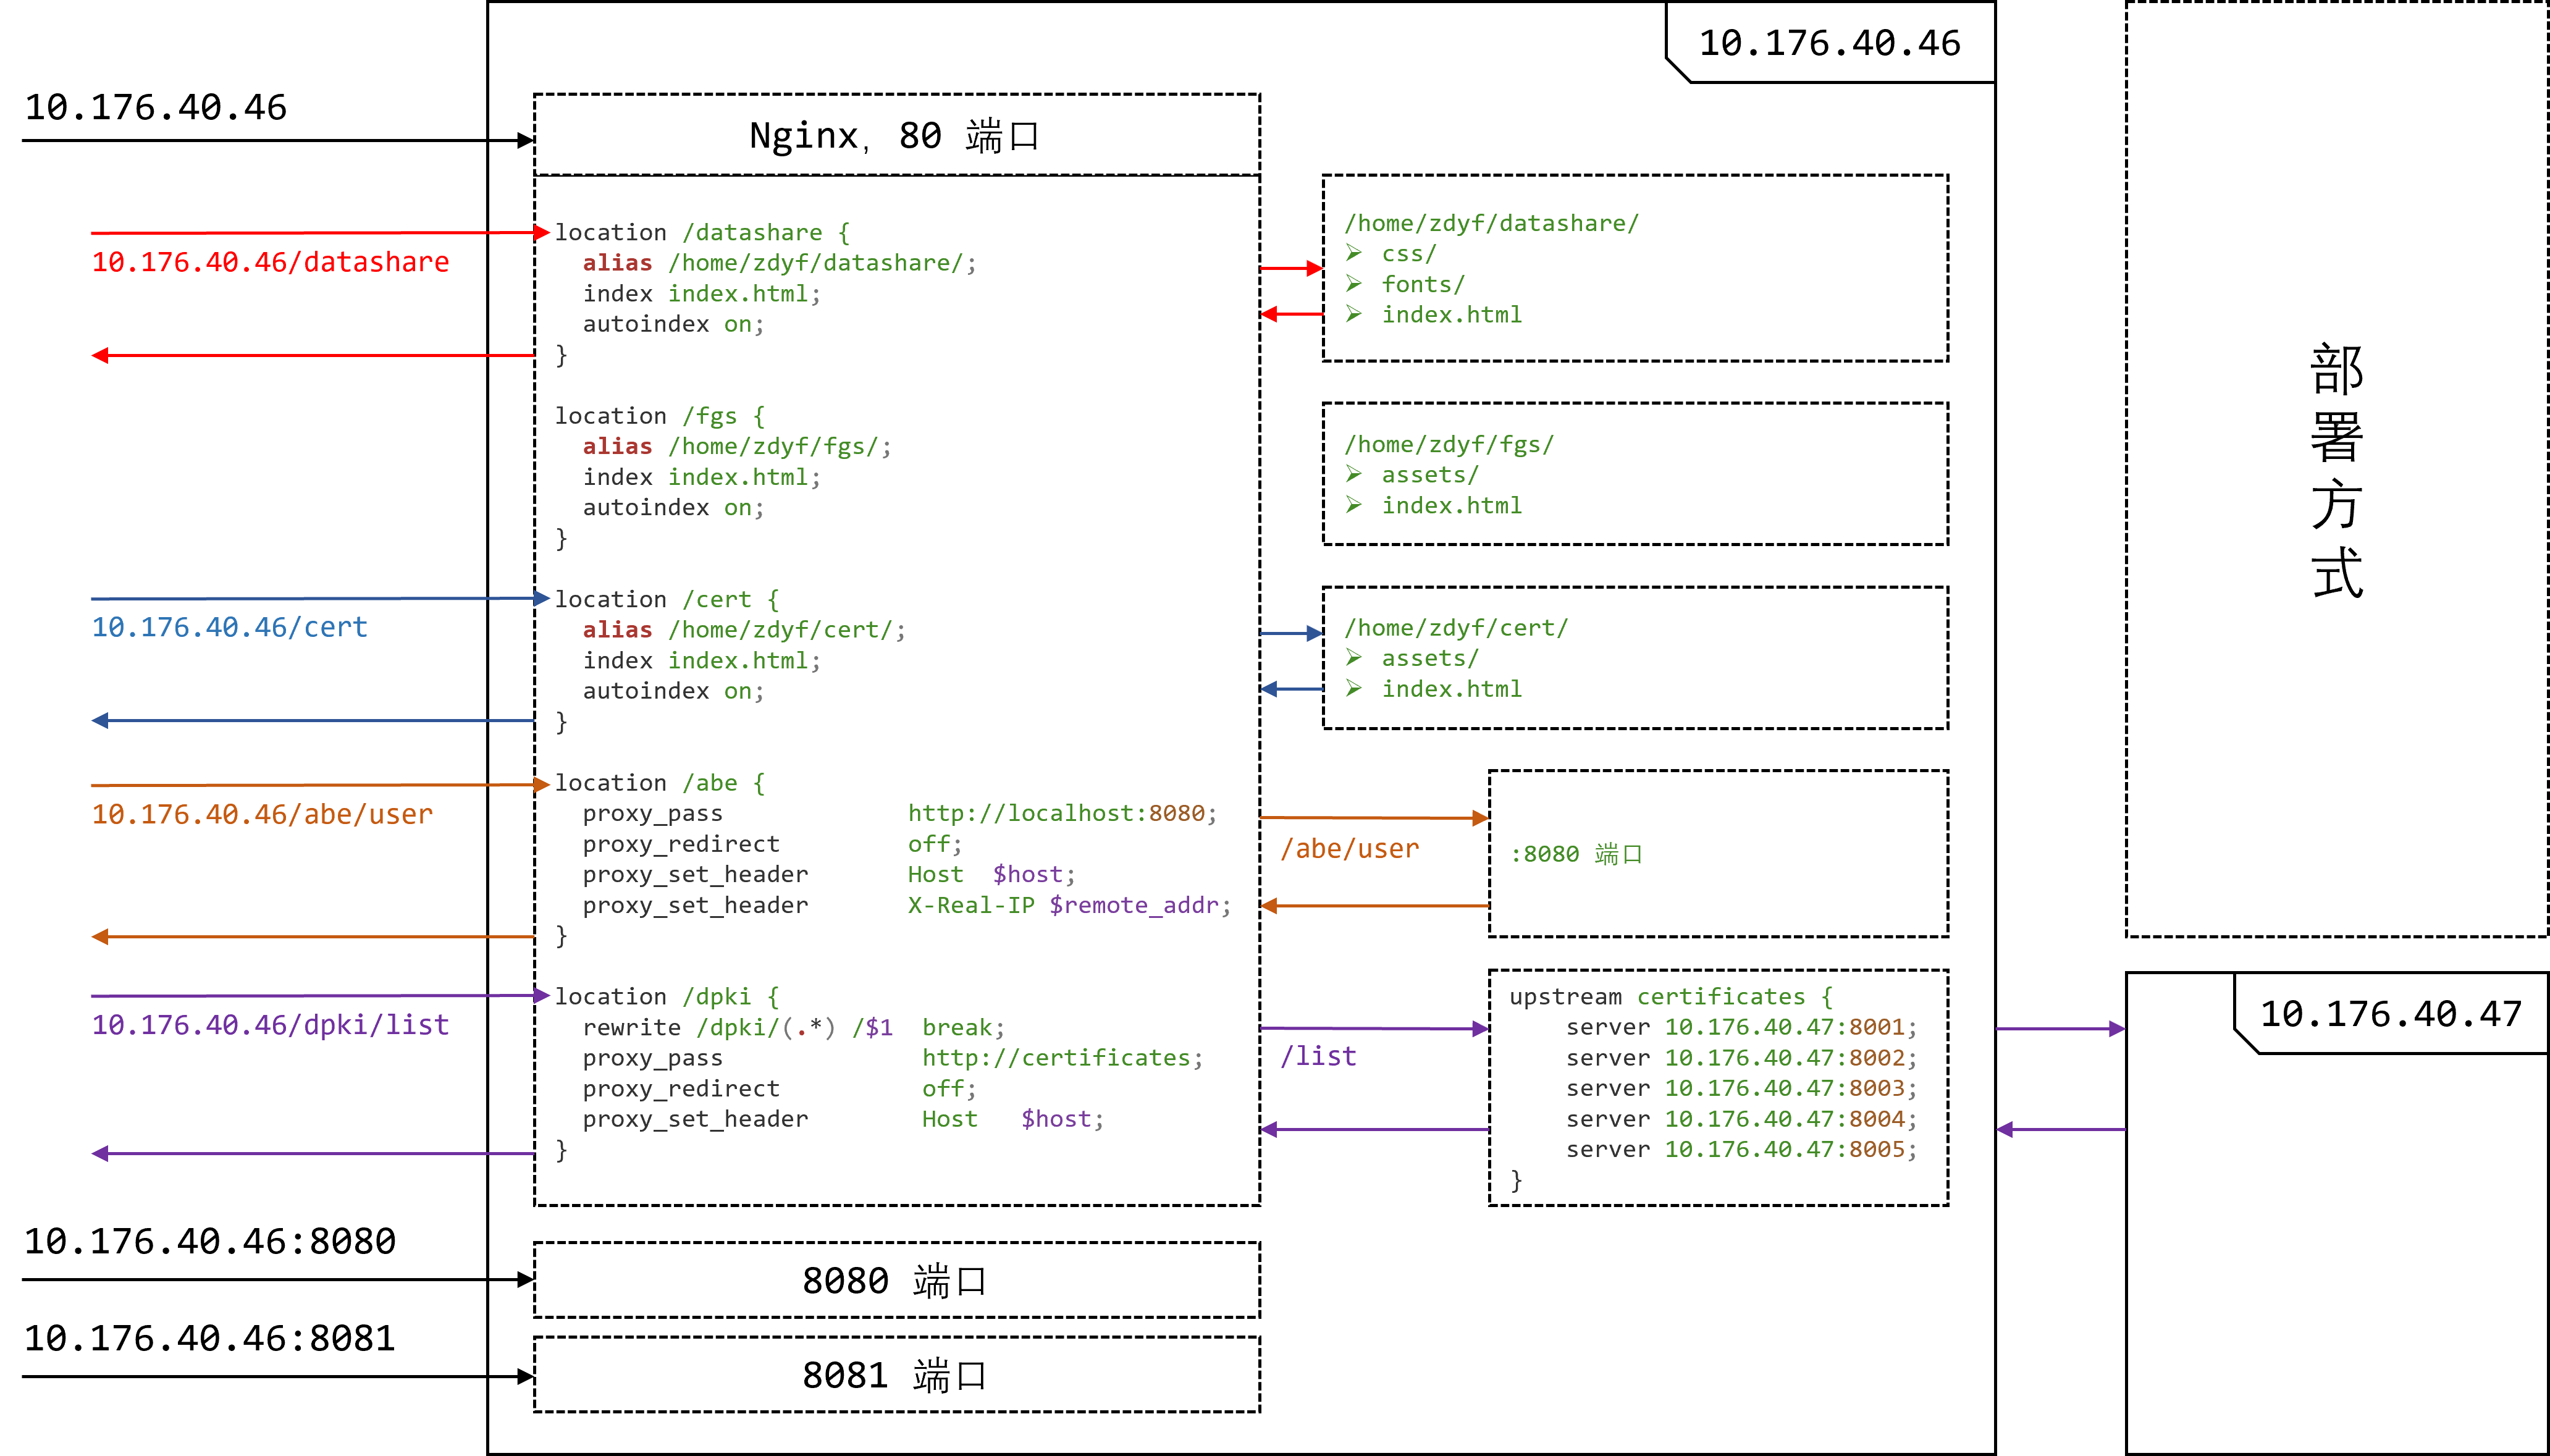 10.176.40.46
10.176.40.46
Nginx, 80 端口
location /datashare {
  alias /home/zdyf/datashare/;
  index index.html;
  autoindex on;
}
10.176.40.46/datashare
/home/zdyf/datashare/
➢ css/
➢ fonts/
➢ index.html
location /fgs {
  alias /home/zdyf/fgs/;
  index index.html;
  autoindex on;
}
/home/zdyf/fgs/
➢ assets/
➢ index.html
location /cert {
  alias /home/zdyf/cert/;
  index index.html;
  autoindex on;
}
10.176.40.46/cert
/home/zdyf/cert/
➢ assets/
➢ index.html
location /abe {
  proxy_pass             http://localhost:8080;
  proxy_redirect         off;
  proxy_set_header       Host  $host;
  proxy_set_header       X-Real-IP $remote_addr;
}
10.176.40.46/abe/user
/abe/user
:8080 端口
location /dpki {
  rewrite /dpki/(.*) /$1  break;
  proxy_pass              http://certificates;
  proxy_redirect          off;
  proxy_set_header        Host   $host;
}
10.176.40.46/dpki/list
/list
upstream certificates {
    server 10.176.40.47:8001;
    server 10.176.40.47:8002;
    server 10.176.40.47:8003;
    server 10.176.40.47:8004;
    server 10.176.40.47:8005;
}
10.176.40.46:8080
8080 端口
10.176.40.46:8081
8081 端口
部
署
方
式
10.176.40.47